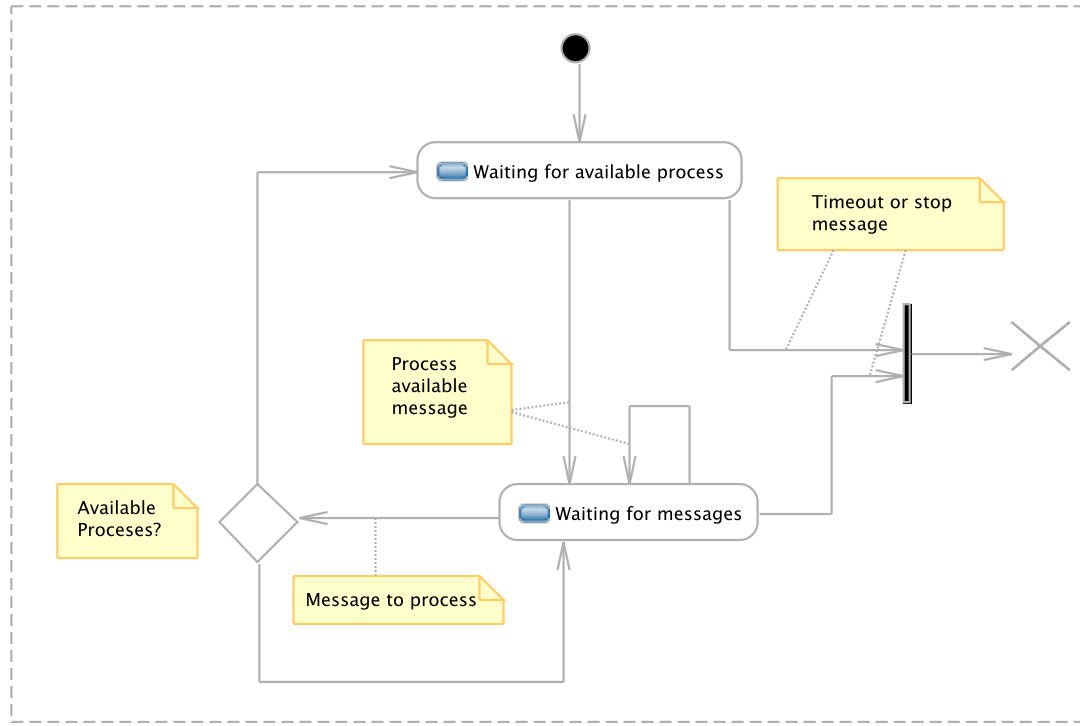 Waiting for available process
Timeout or stop
message
Process
available
message
Available
Proceses?
Waiting for messages
Message to process